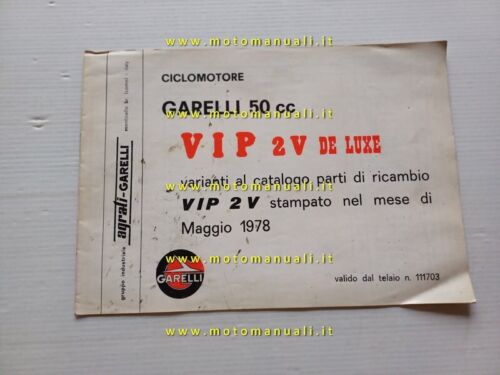 www.motomanuali.it
CICLOMOTORE
GARELLI 50 cc
www.motomanuali.it
VIP 2V DE LUXE
varianti al catalogo parti di ricambio
www.motomanuali.it
VIP 2V stampato nel mese di
Maggio 1978
GARELLI
valido dal telaio n. 111703
www.motomanuali.it
gruppo industriale agrati-GARELLI